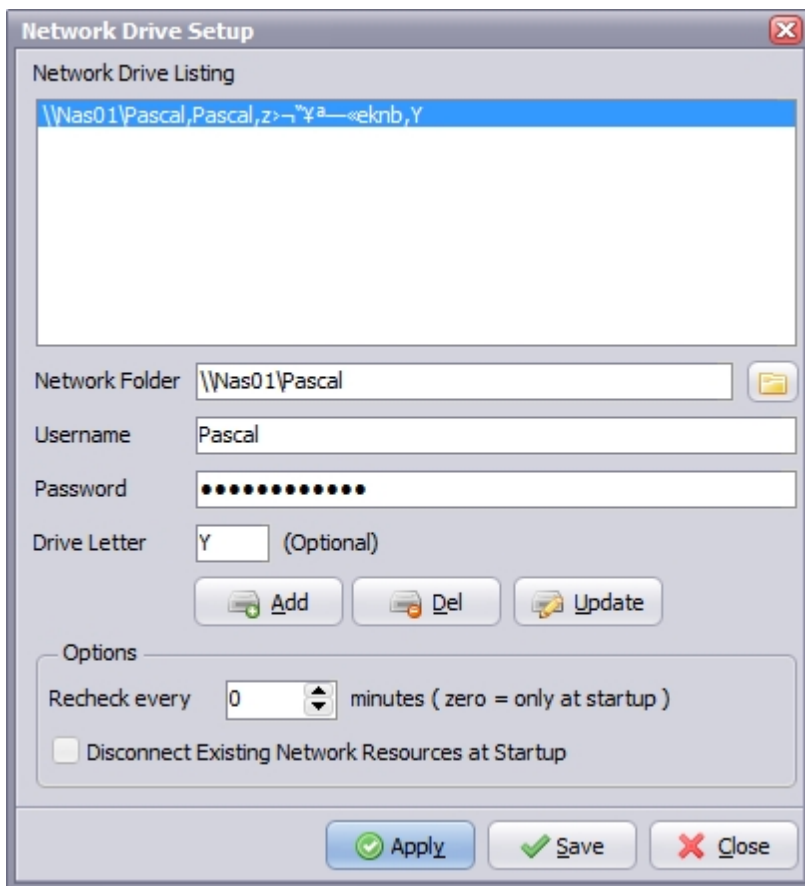 Network Drive Setup
Network Drive Listing
\\Nas01\Pascal,Pascal,z›¬“¥ª—«eknb,Y
Network Folder \\Nas01\Pascal
Username Pascal
Password ●●●●●●●●●●●●
Drive Letter Y (Optional)
Add Del Update
Options
Recheck every 0 minutes ( zero = only at startup )
Disconnect Existing Network Resources at Startup
Apply Save Close